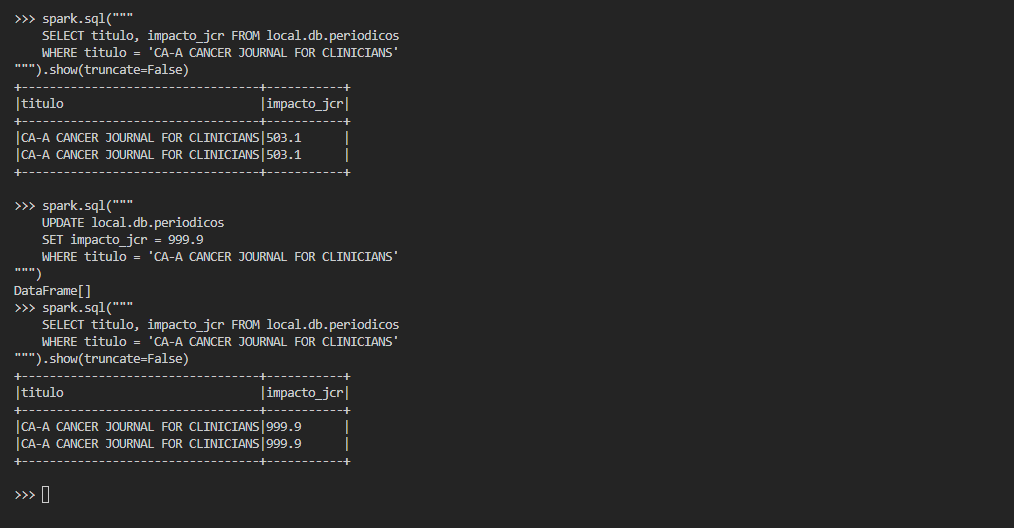 >>> spark.sql("""
    SELECT titulo, impacto_jcr FROM local.db.periodicos
    WHERE titulo = 'CA-A CANCER JOURNAL FOR CLINICIANS'
""").show(truncate=False)
+----------------------------------+-----------+
|titulo                            |impacto_jcr|
+----------------------------------+-----------+
|CA-A CANCER JOURNAL FOR CLINICIANS|503.1      |
|CA-A CANCER JOURNAL FOR CLINICIANS|503.1      |
+----------------------------------+-----------+

>>> spark.sql("""
    UPDATE local.db.periodicos
    SET impacto_jcr = 999.9
    WHERE titulo = 'CA-A CANCER JOURNAL FOR CLINICIANS'
""")
DataFrame[]
>>> spark.sql("""
    SELECT titulo, impacto_jcr FROM local.db.periodicos
    WHERE titulo = 'CA-A CANCER JOURNAL FOR CLINICIANS'
""").show(truncate=False)
+----------------------------------+-----------+
|titulo                            |impacto_jcr|
+----------------------------------+-----------+
|CA-A CANCER JOURNAL FOR CLINICIANS|999.9      |
|CA-A CANCER JOURNAL FOR CLINICIANS|999.9      |
+----------------------------------+-----------+

>>>